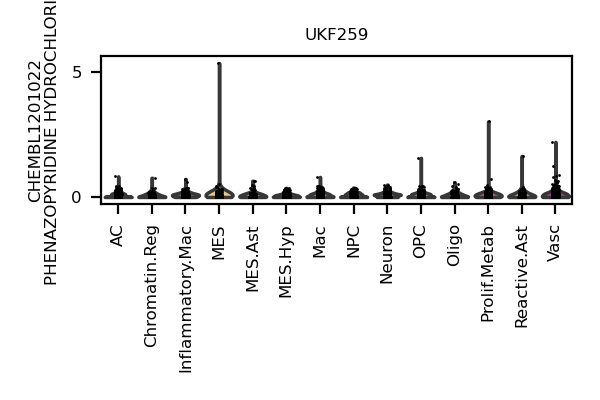 UKF259
CHEMBL1201022
PHENAZOPYRIDINE HYDROCHLORI
5
0
AC
Chromatin.Reg
Inflammatory.Mac
MES
MES.Ast
MES.Hyp
Mac
NPC
Neuron
OPC
Oligo
Prolif.Metab
Reactive.Ast
Vasc